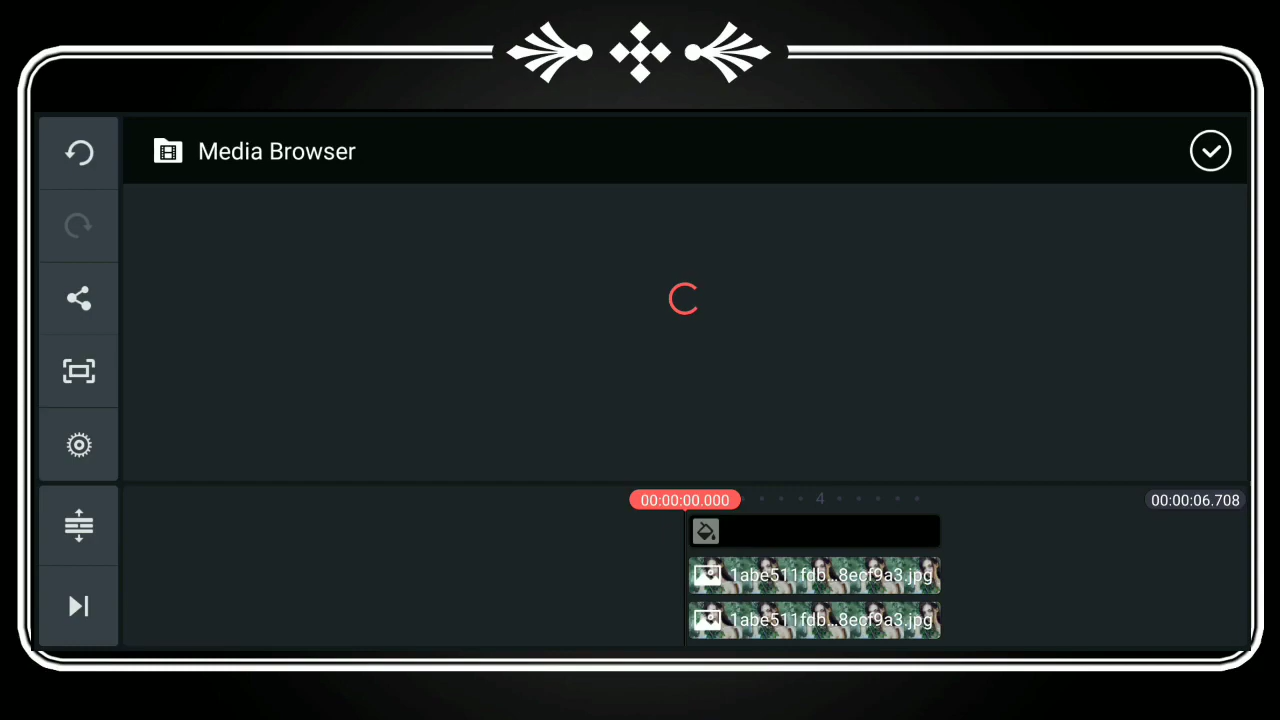 Media Browser
00:00:00.000
4
00:00:06.708
1abe511fdb...8ecf9a3.jpg
1abe511fdb...8ecf9a3.jpg